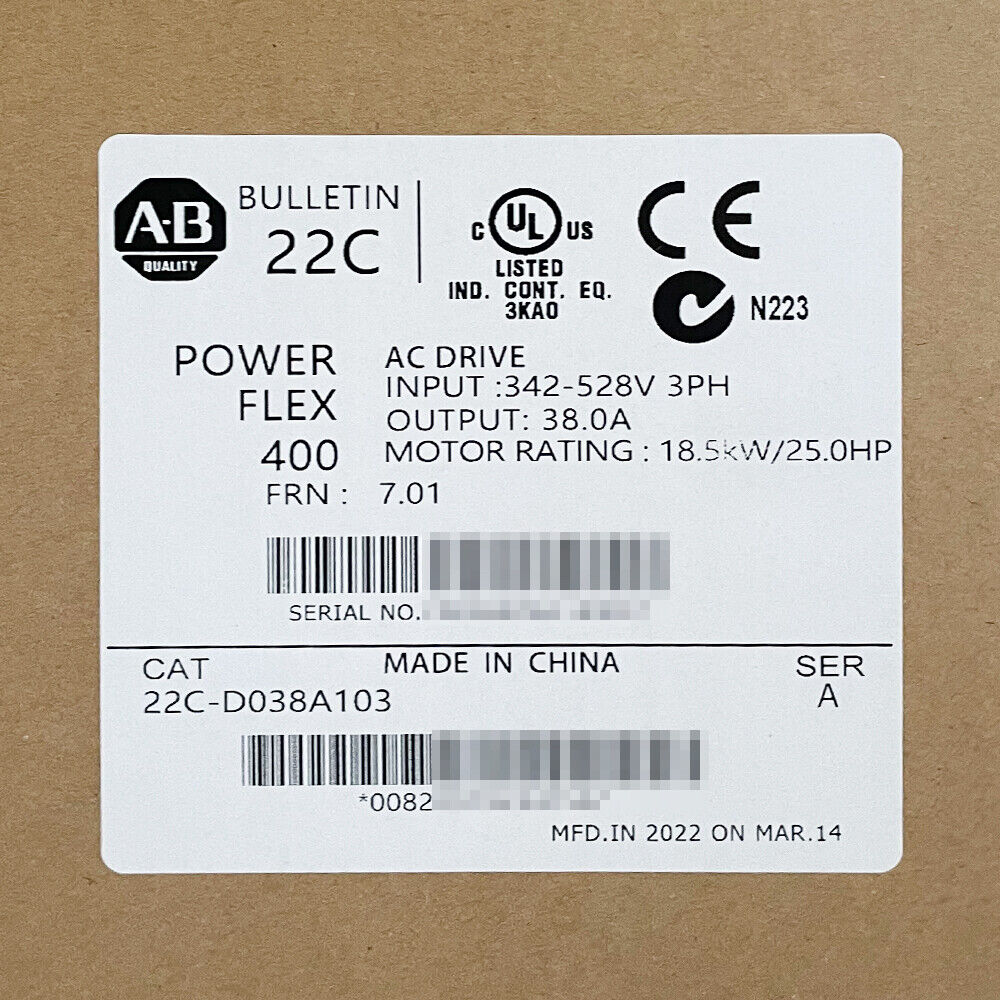 A-B
QUALITY
BULLETIN
22C
C UL US
LISTED
IND. CONT. EQ.
3KA0
CE
N223
POWER
FLEX
400
AC DRIVE
INPUT :342-528V 3PH
OUTPUT: 38.0A
MOTOR RATING : 18.5kW/25.0HP
FRN : 7.01
SERIAL NO.
CAT
22C-D038A103
MADE IN CHINA
SER
A
*0082
MFD.IN 2022 ON MAR.14